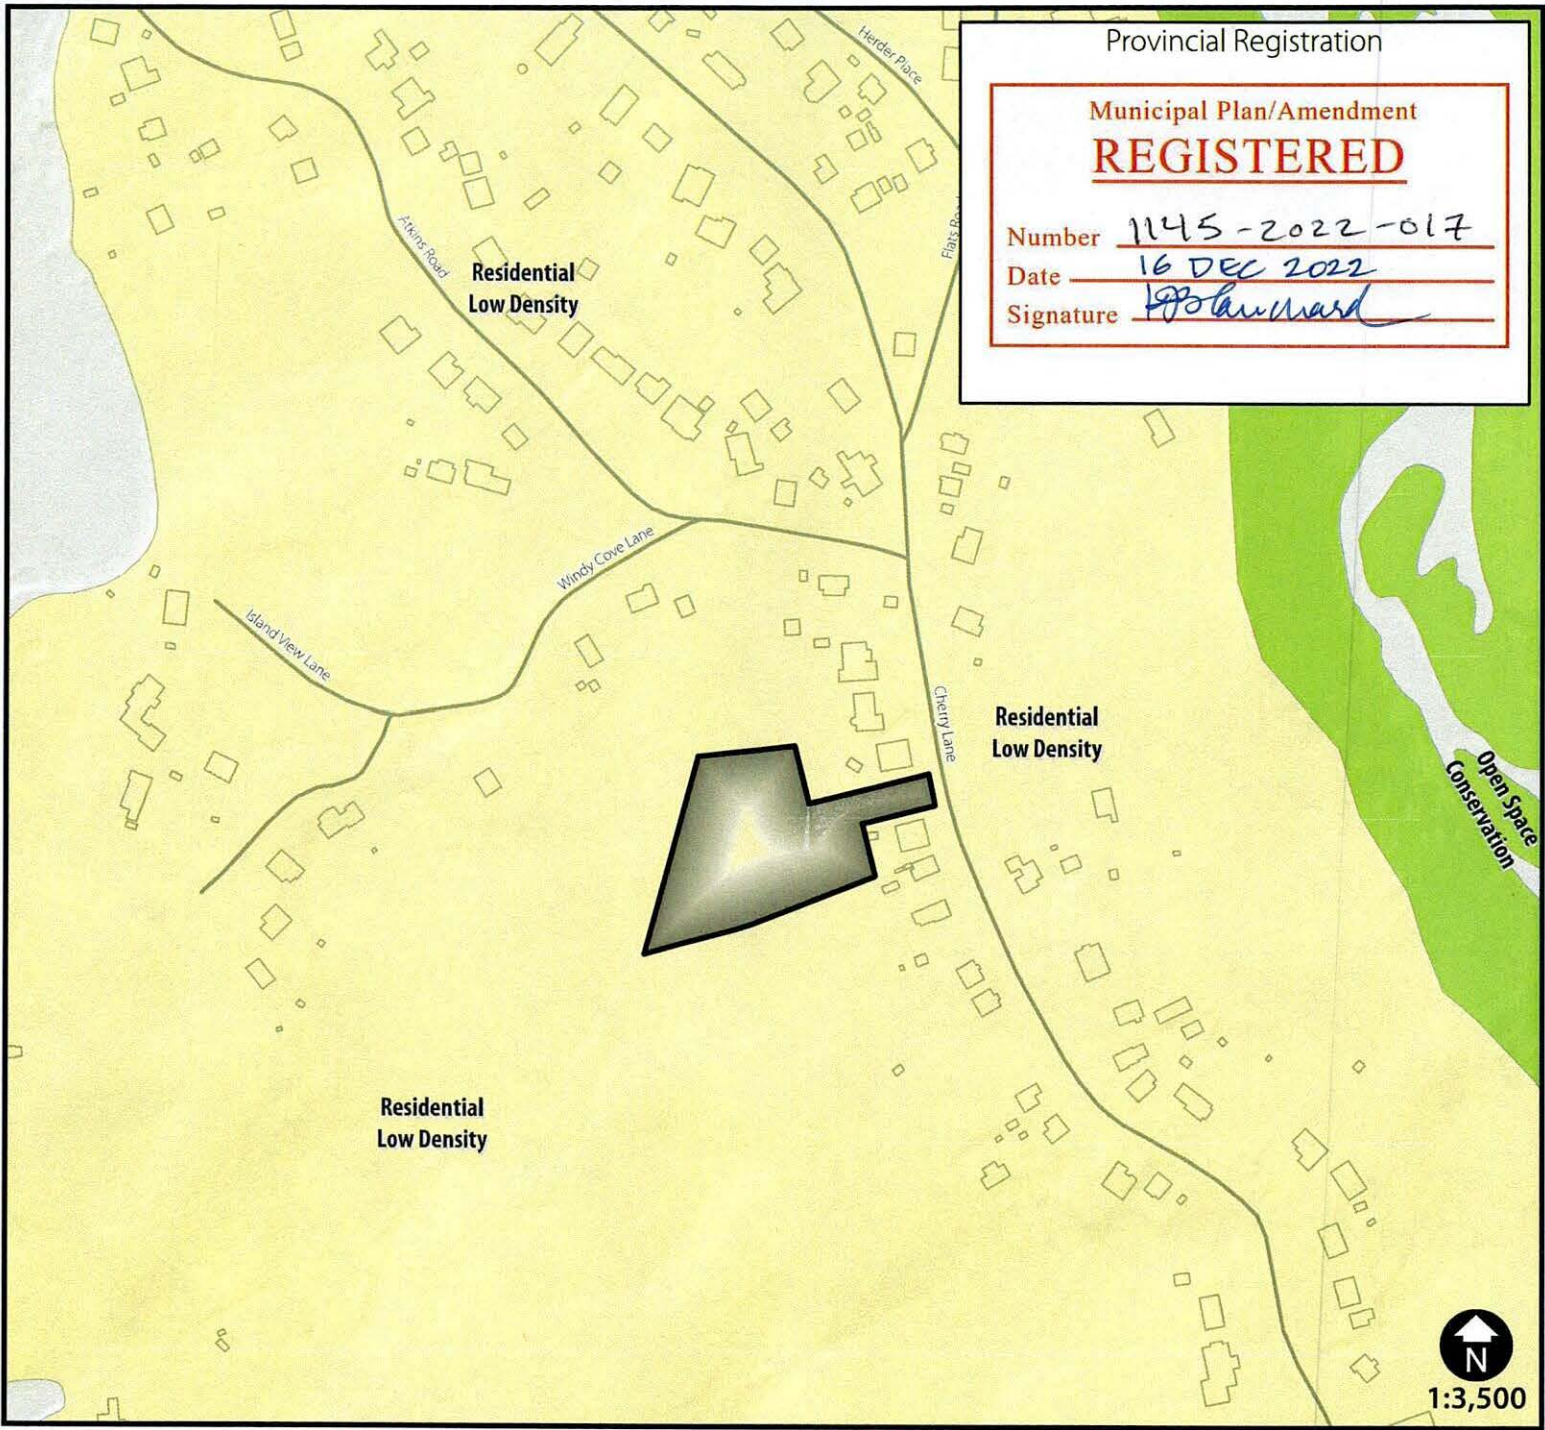 Provincial Registration
Municipal Plan/Amendment
REGISTERED
Number 1145-2022-017
Date 16 DEC 2022
Signature
Herder Place
Atkins Road
Flats
Residential
Low Density
Windy Cove Lane
Island View Lane
Cherry Lane
Residential
Low Density
Open Space
Conservation
Residential
Low Density
N
1:3,500